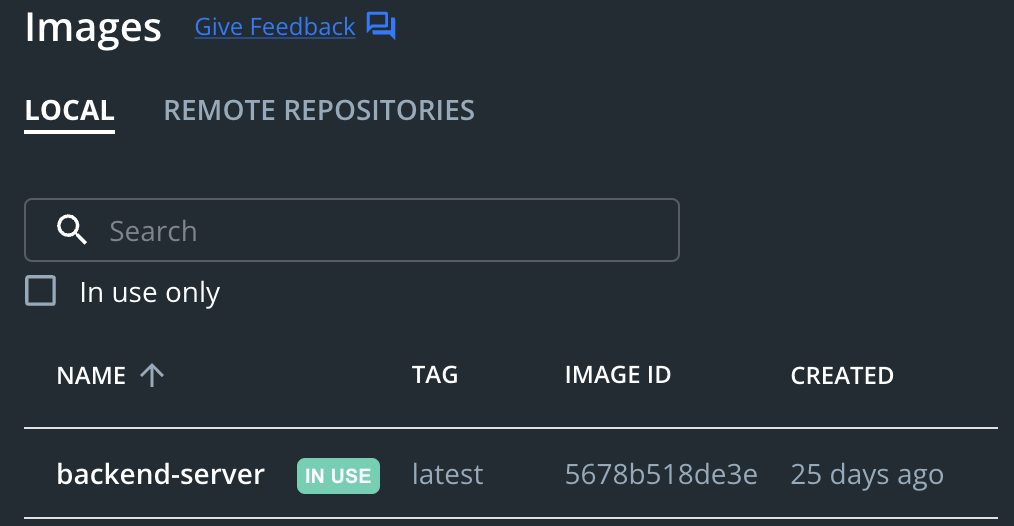 Images Give Feedback
LOCAL REMOTE REPOSITORIES
Search
In use only
NAME TAG IMAGE ID CREATED
backend-server IN USE latest 5678b518de3e 25 days ago